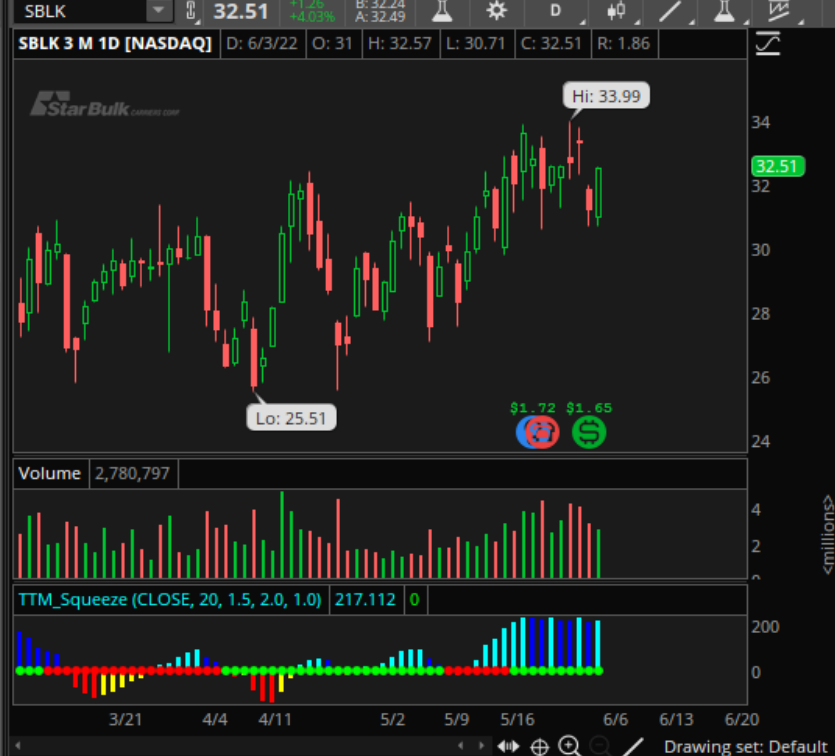 SBLK 32.51 +1.26 +4.03% B: 32.24 A: 32.49 D
SBLK 3 M 1D [NASDAQ] D: 6/3/22 O: 31 H: 32.57 L: 30.71 C: 32.51 R: 1.86
StarBulk CARRIERS CORP
Hi: 33.99
34
32.51
32
30
28
26
Lo: 25.51
$1.72 $1.65
24
Volume 2,780,797
4
2
0
<millions>
TTM_Squeeze (CLOSE, 20, 1.5, 2.0, 1.0) 217.112 0
200
0
3/21 4/4 4/11 5/2 5/9 5/16 6/6 6/13 6/20
Drawing set: Default